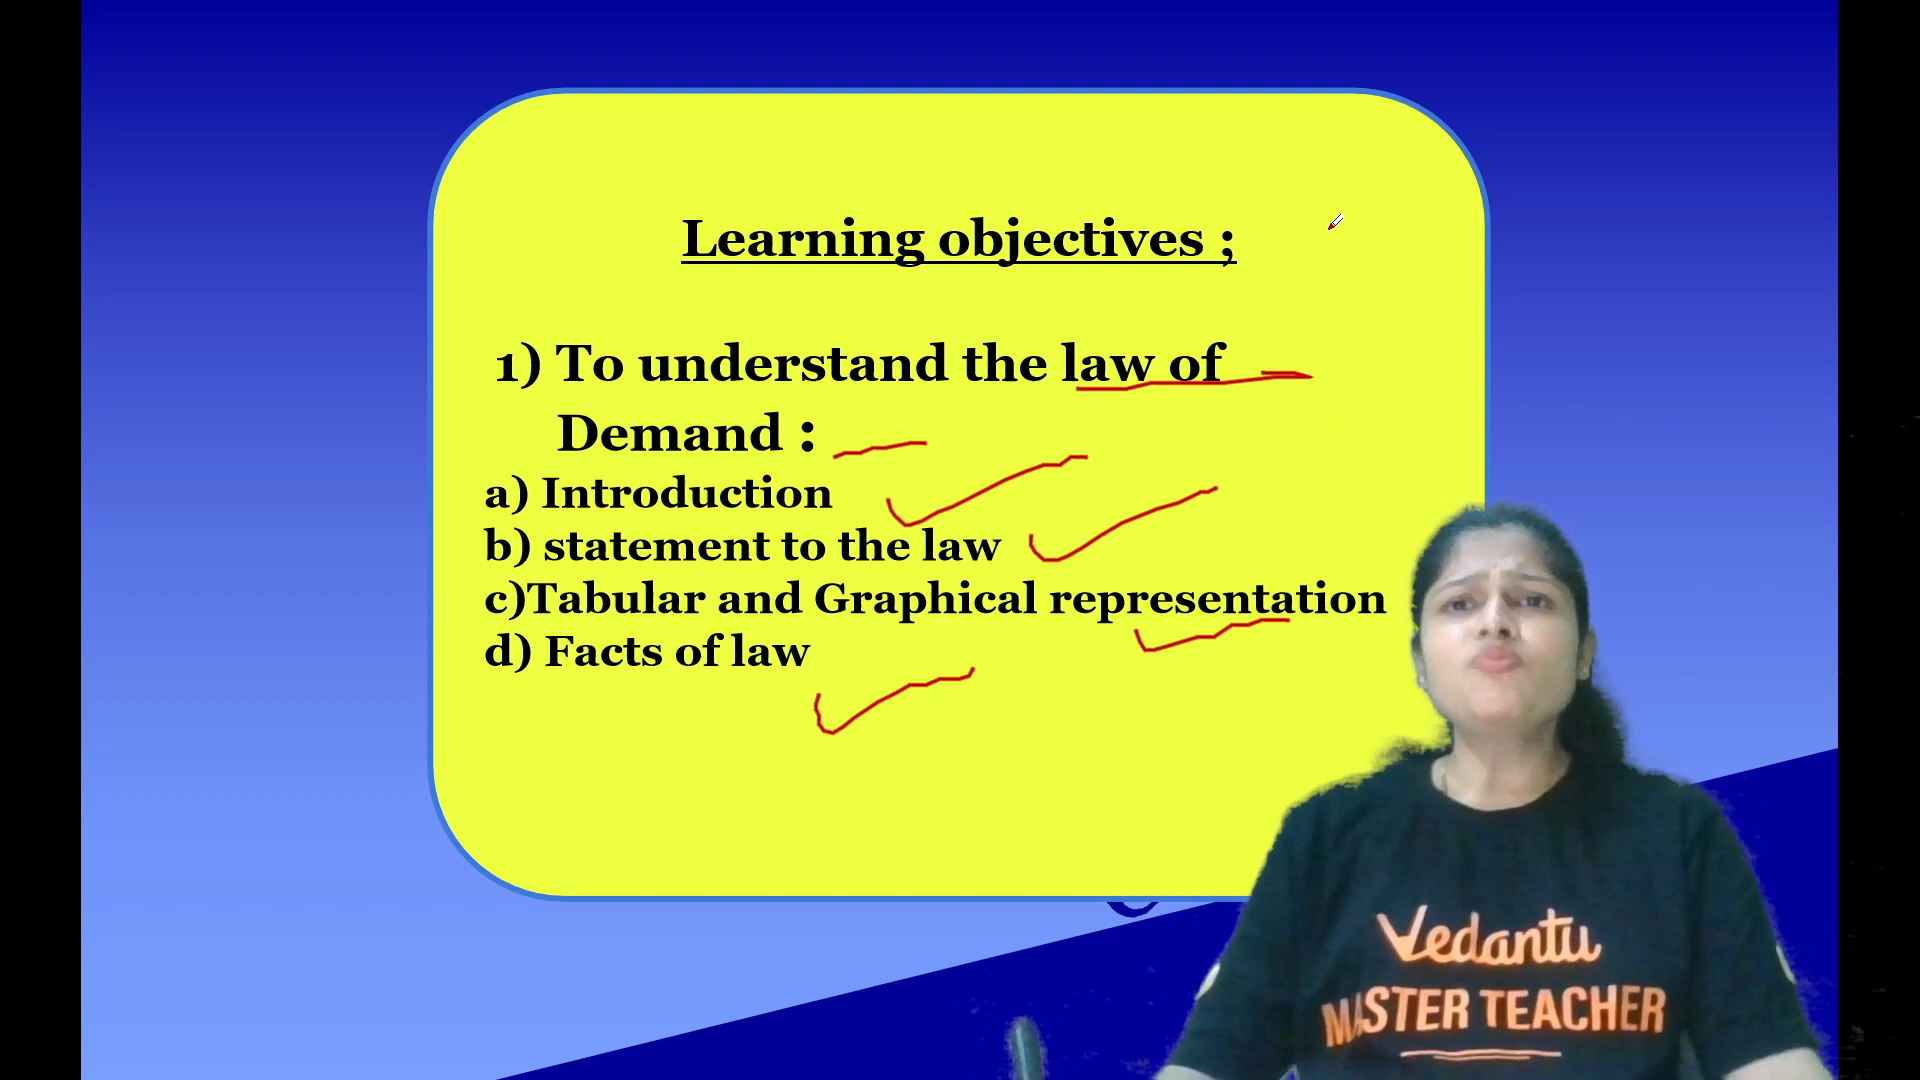 Learning objectives ;
1) To understand the law of
Demand :
a) Introduction
b) statement to the law
c)Tabular and Graphical representation
d) Facts of law
Vedantu
MASTER TEACHER